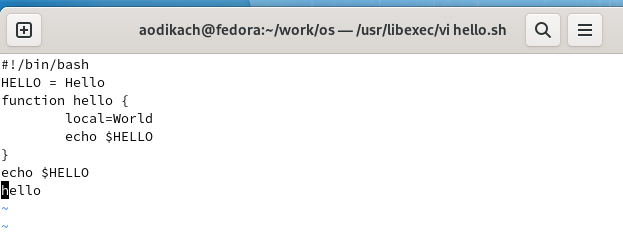 aodikach@fedora:~/work/os — /usr/libexec/vi hello.sh
#!/bin/bash
HELLO = Hello
function hello {
        local=World
        echo $HELLO
}
echo $HELLO
hello
~
~